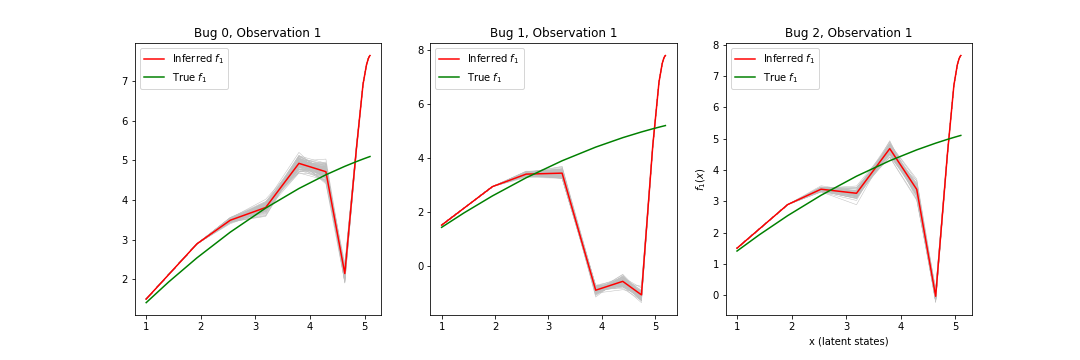 Bug 0, Observation 1
Inferred f₁
True f₁
7
6
5
4
3
2
1 2 3 4 5
Bug 1, Observation 1
Inferred f₁
True f₁
8
6
4
2
0
1 2 3 4 5
Bug 2, Observation 1
Inferred f₁
True f₁
f₁(x)
8
7
6
5
4
3
2
1
0
1 2 3 4 5
x (latent states)